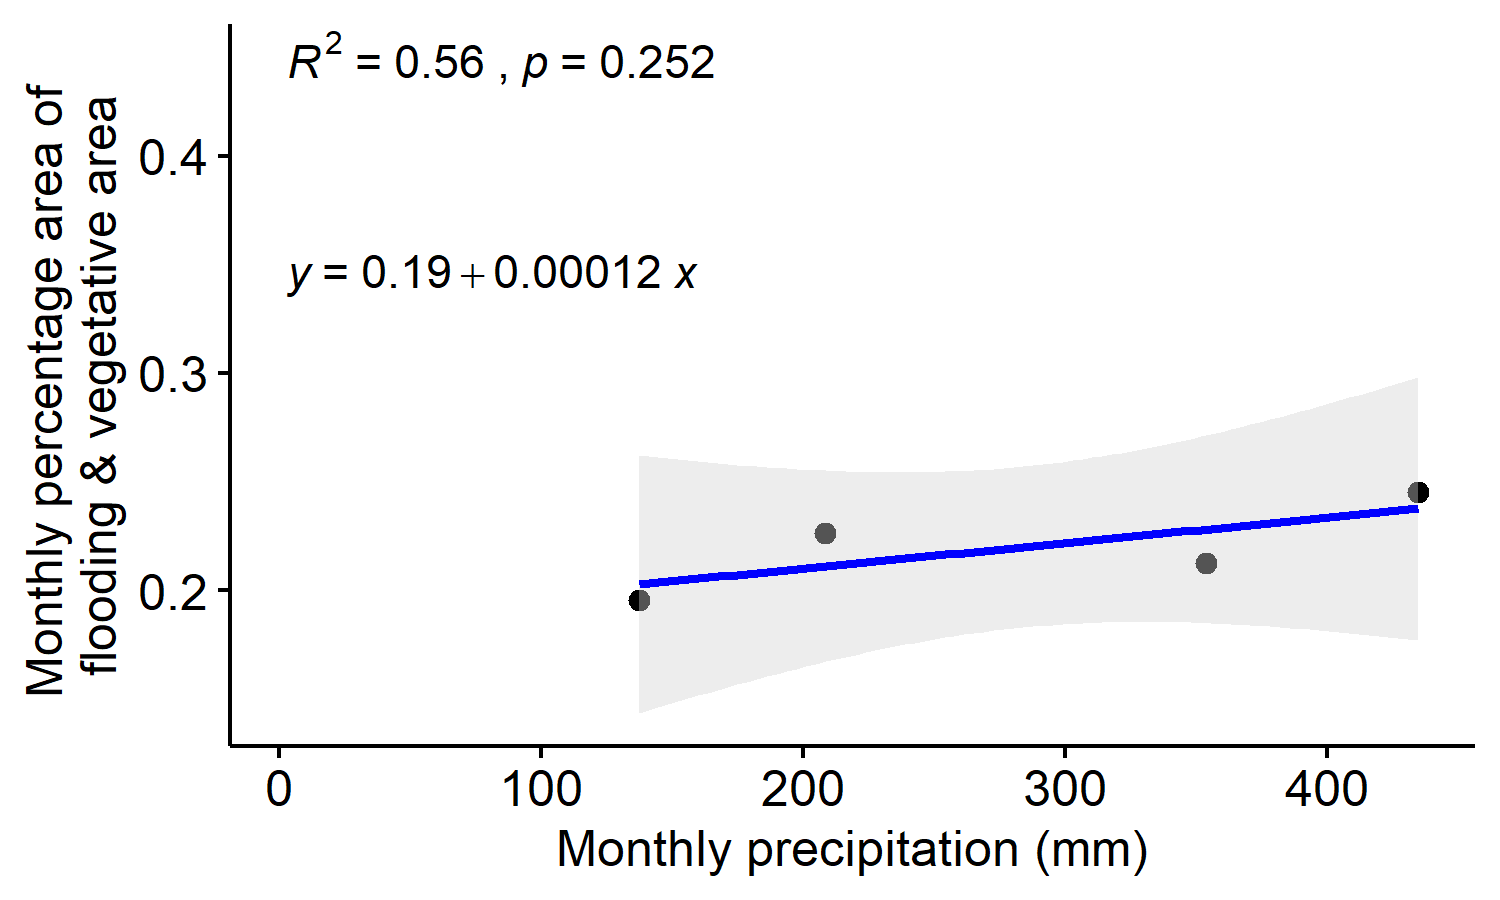 R2 = 0.56 , p = 0.252
y = 0.19 + 0.00012 x
Monthly percentage area of
flooding & vegetative area
0.4
0.3
0.2
0 100 200 300 400
Monthly precipitation (mm)